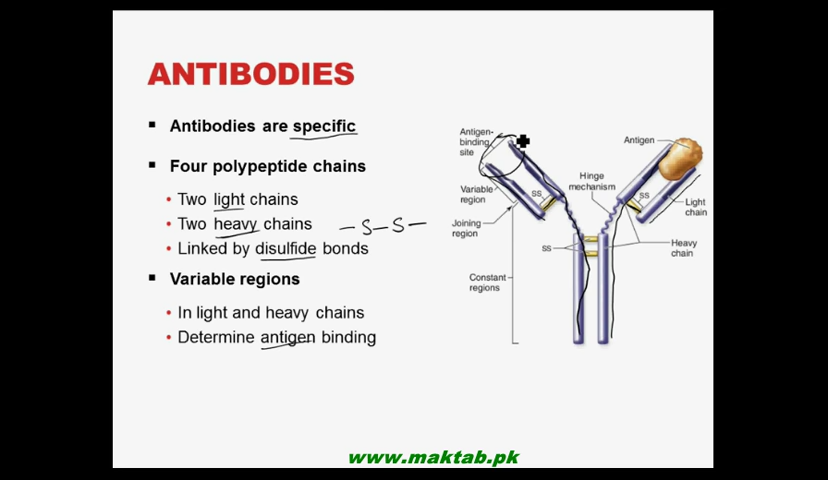 ANTIBODIES
▪ Antibodies are specific
▪ Four polypeptide chains
• Two light chains
• Two heavy chains
-S-S-
• Linked by disulfide bonds
▪ Variable regions
• In light and heavy chains
• Determine antigen binding
Antigen-
binding
site
Variable
region
Joining
region
Constant
regions
SS
SS
Hinge
mechanism
SS
Antigen
Light
chain
Heavy
chain
www.maktab.pk